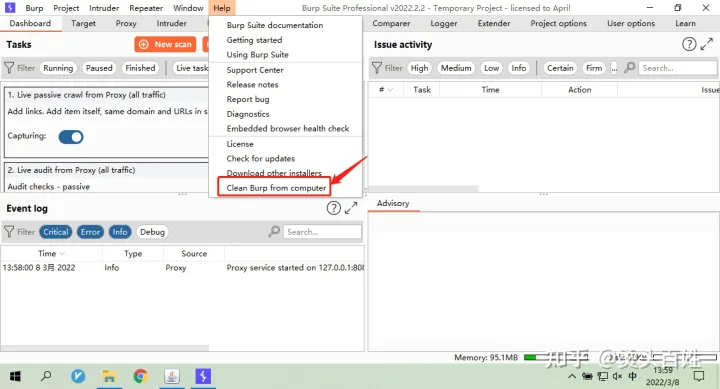 Burp Project Intruder Repeater Window Help Burp Suite Professional v2022.2.2 - Temporary Project - licensed to April
Dashboard Target Proxy Intruder Comparer Logger Extender Project options User options Learn
Tasks New scan
Filter Running Paused Finished Live task
1. Live passive crawl from Proxy (all traffic)
Add links. Add item itself, same domain and URLs in s
Capturing:
2. Live audit from Proxy (all traffic)
Audit checks - passive
Burp Suite documentation
Getting started
Using Burp Suite
Support Center
Release notes
Report bug
Diagnostics
Embedded browser health check
License
Check for updates
Download other installers
Clean Burp from computer
Issue activity
Filter High Medium Low Info Certain Firm ... Search...
# Task Time Action Issue
Event log
Filter Critical Error Info Debug Search...
Time Type Source
13:58:00 8 3月 2022 Info Proxy Proxy service started on 127.0.0.1:808
Advisory
Memory: 95.1MB
知乎 @爱头百姓
中 13:59
2022/3/8